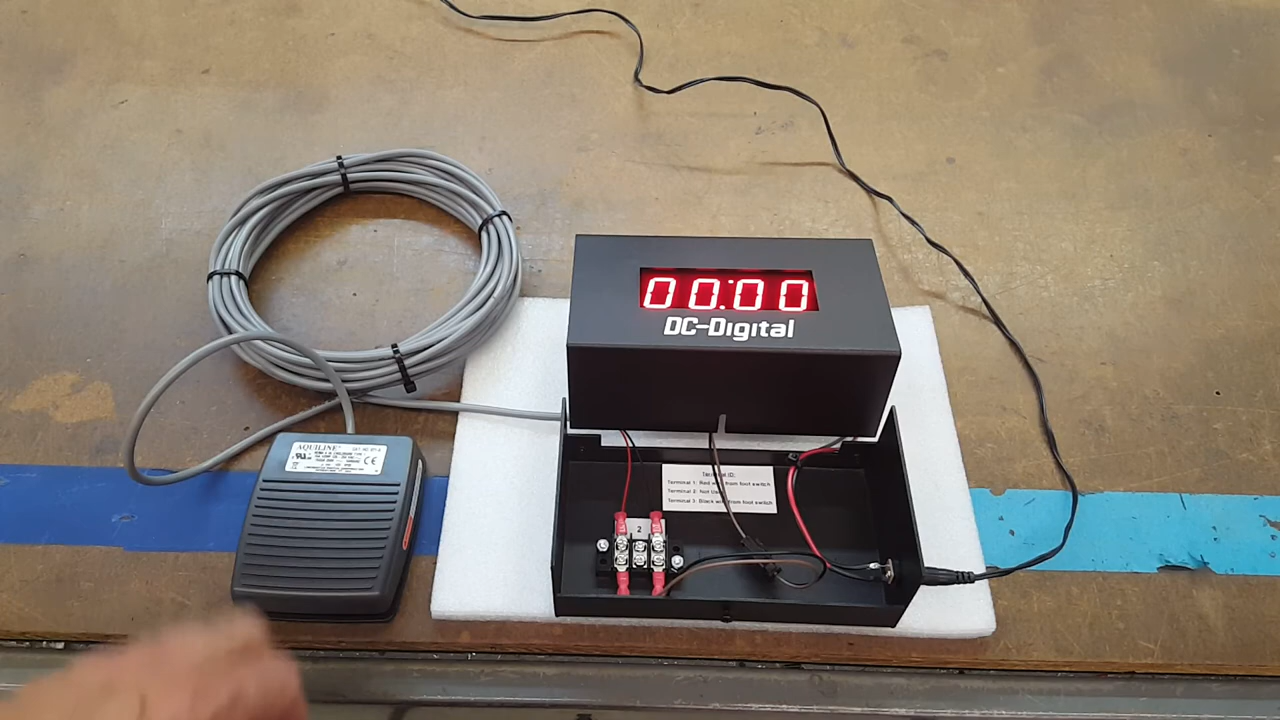 00:00
DC-Digital
AQUILINE
CE
Terminal ID:
Terminal 1: Red wire from foot switch
Terminal 2: Not Used
Terminal 3: Black wire from foot switch
2